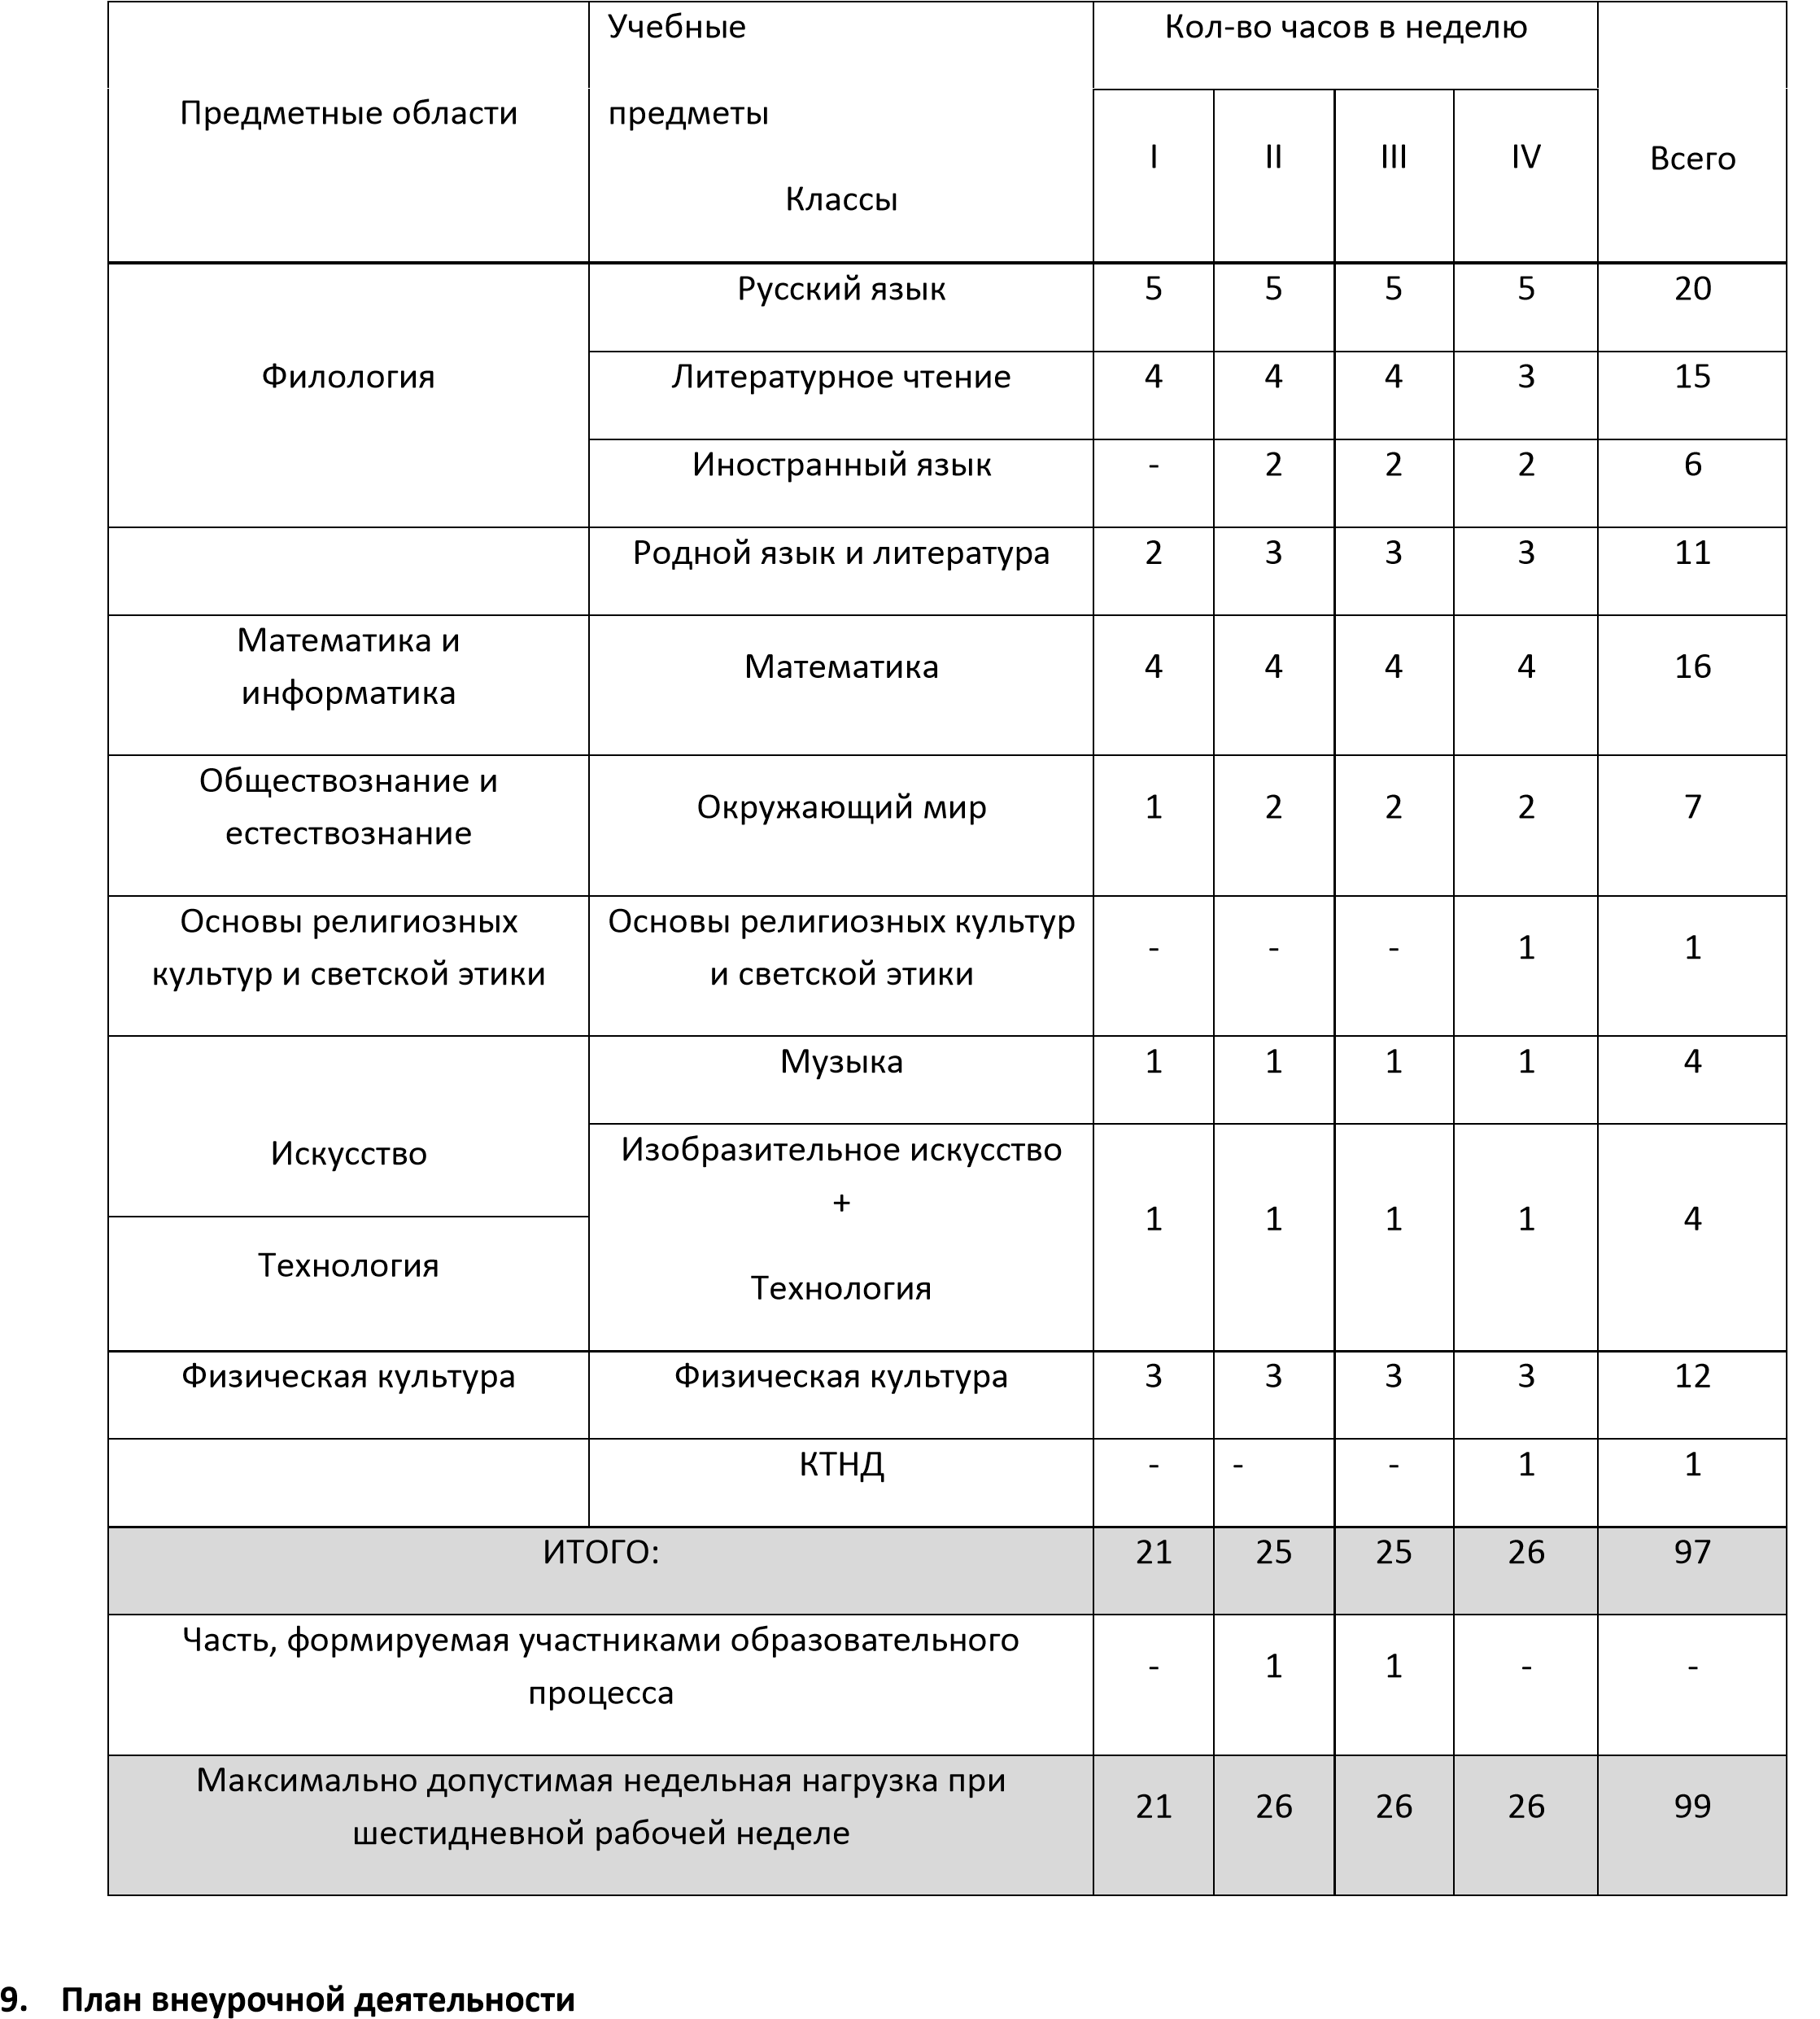 Предметные области
Учебные
предметы
Классы
Кол-во часов в неделю
Всего
I II III IV
Филология
Русский язык 5 5 5 5 20
Литературное чтение 4 4 4 3 15
Иностранный язык - 2 2 2 6
Родной язык и литература 2 3 3 3 11
Математика и
информатика
Математика 4 4 4 4 16
Обществознание и
естествознание
Окружающий мир 1 2 2 2 7
Основы религиозных
культур и светской этики
Основы религиозных культур
и светской этики
- - - 1 1
Искусство
Музыка 1 1 1 1 4
Технология
Изобразительное искусство
+
Технология
1 1 1 1 4
Физическая культура Физическая культура 3 3 3 3 12
КТНД - - - 1 1
ИТОГО: 21 25 25 26 97
Часть, формируемая участниками образовательного
процесса
- 1 1 - -
Максимально допустимая недельная нагрузка при
шестидневной рабочей неделе
21 26 26 26 99
9. План внеурочной деятельности